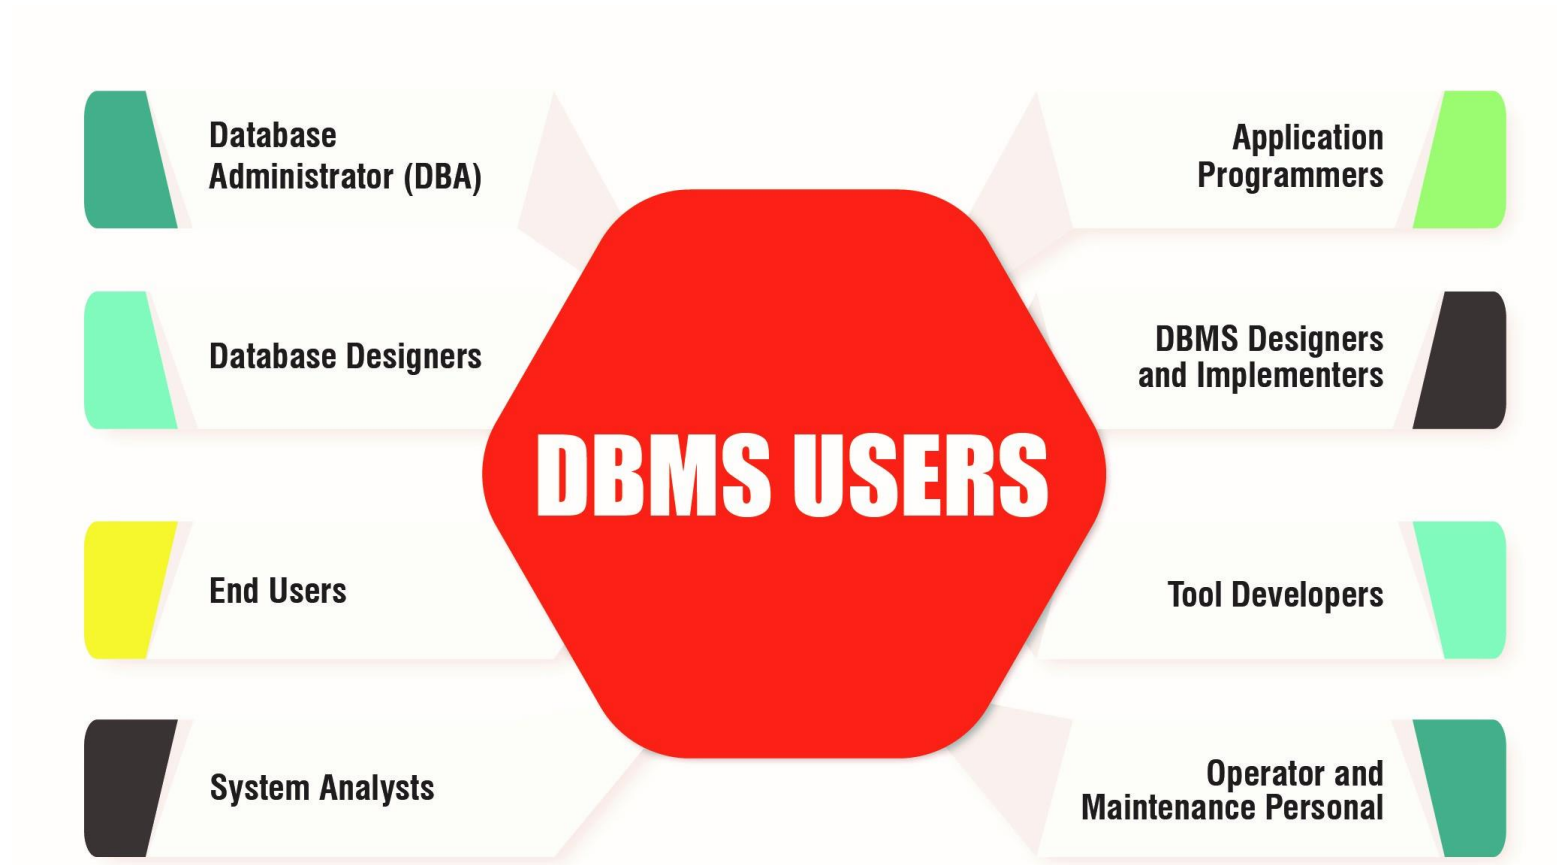 Database
Administrator (DBA)
Database Designers
End Users
System Analysts
DBMS USERS
Application
Programmers
DBMS Designers
and Implementers
Tool Developers
Operator and
Maintenance Personal